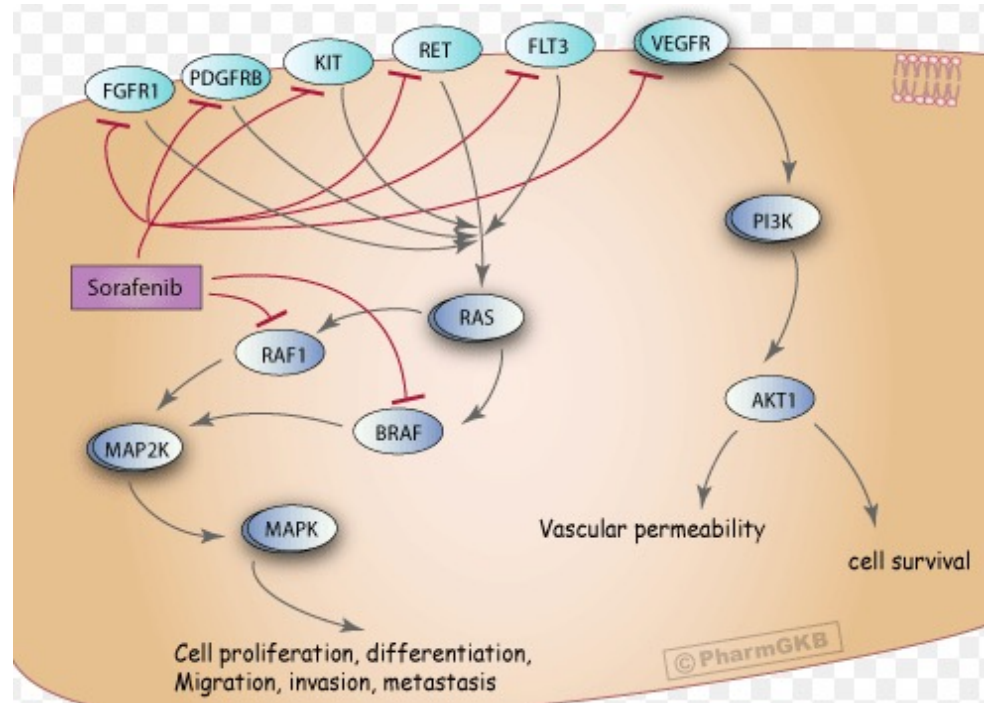 FGFR1
PDGFRB
KIT
RET
FLT3
VEGFR
PI3K
Sorafenib
RAS
RAF1
AKT1
BRAF
MAP2K
MAPK
Vascular permeability
cell survival
Cell proliferation, differentiation,
Migration, invasion, metastasis
© PharmGKB